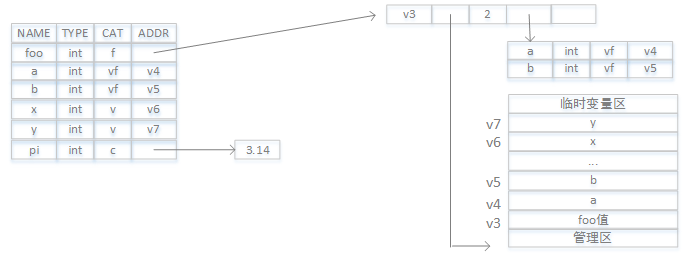 NAME TYPE CAT ADDR
foo int f
a int vf v4
b int vf v5
x int v v6
y int v v7
pi int c
3.14
v3 2
a int vf v4
b int vf v5
临时变量区
v7 y
v6 x
...
v5 b
v4 a
v3 foo值
管理区